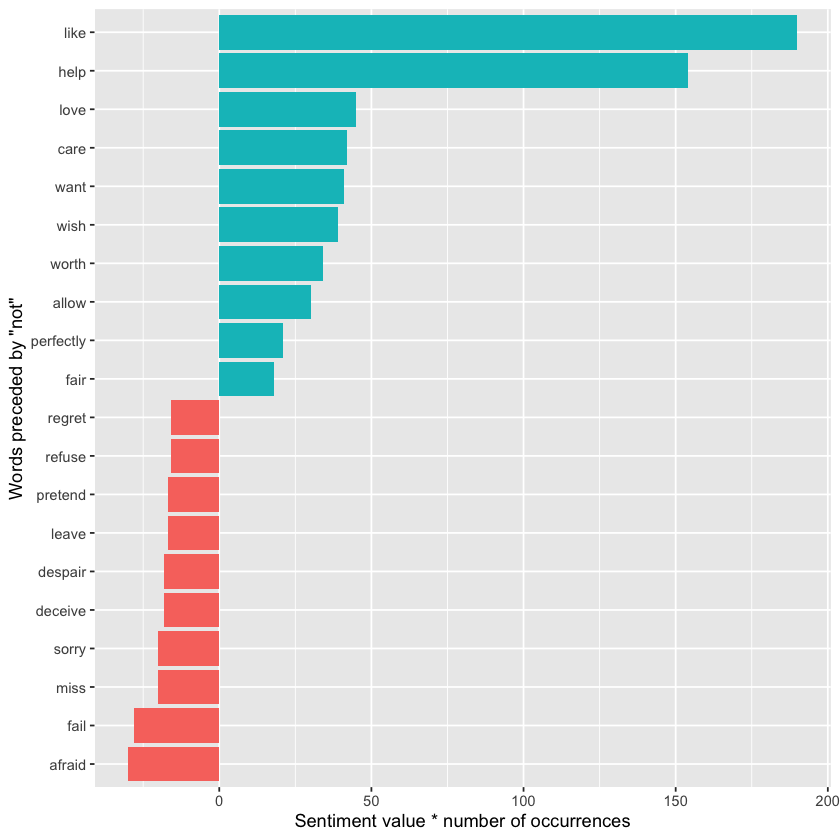 like
help
love
care
want
wish
worth
allow
perfectly
fair
regret
refuse
pretend
leave
despair
deceive
sorry
miss
fail
afraid
Words preceded by "not"
0 50 100 150 200
Sentiment value * number of occurrences